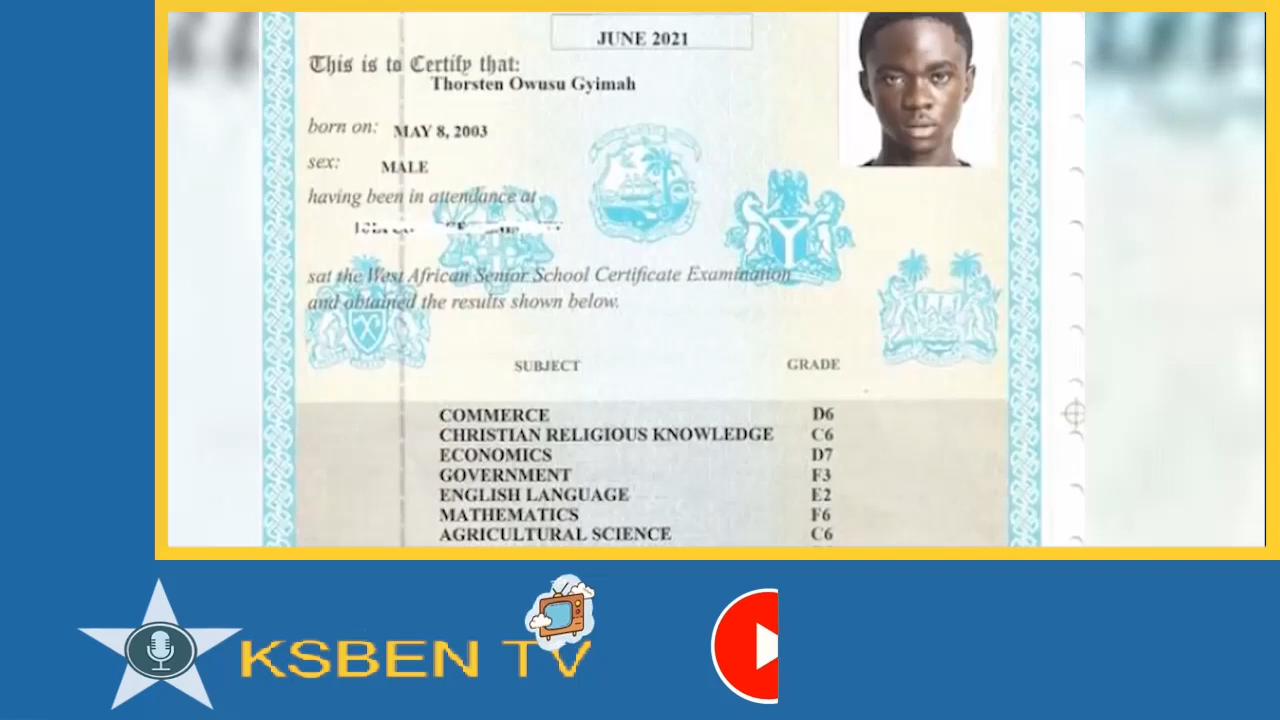 JUNE 2021
This is to Certify that:
Thorsten Owusu Gyimah
born on: MAY 8, 2003
sex: MALE
having been in attendance at
sat the West African Senior School Certificate Examination
and obtained the results shown below.
SUBJECT GRADE
COMMERCE D6
CHRISTIAN RELIGIOUS KNOWLEDGE C6
ECONOMICS D7
GOVERNMENT F3
ENGLISH LANGUAGE E2
MATHEMATICS F6
AGRICULTURAL SCIENCE C6
KSBEN TV